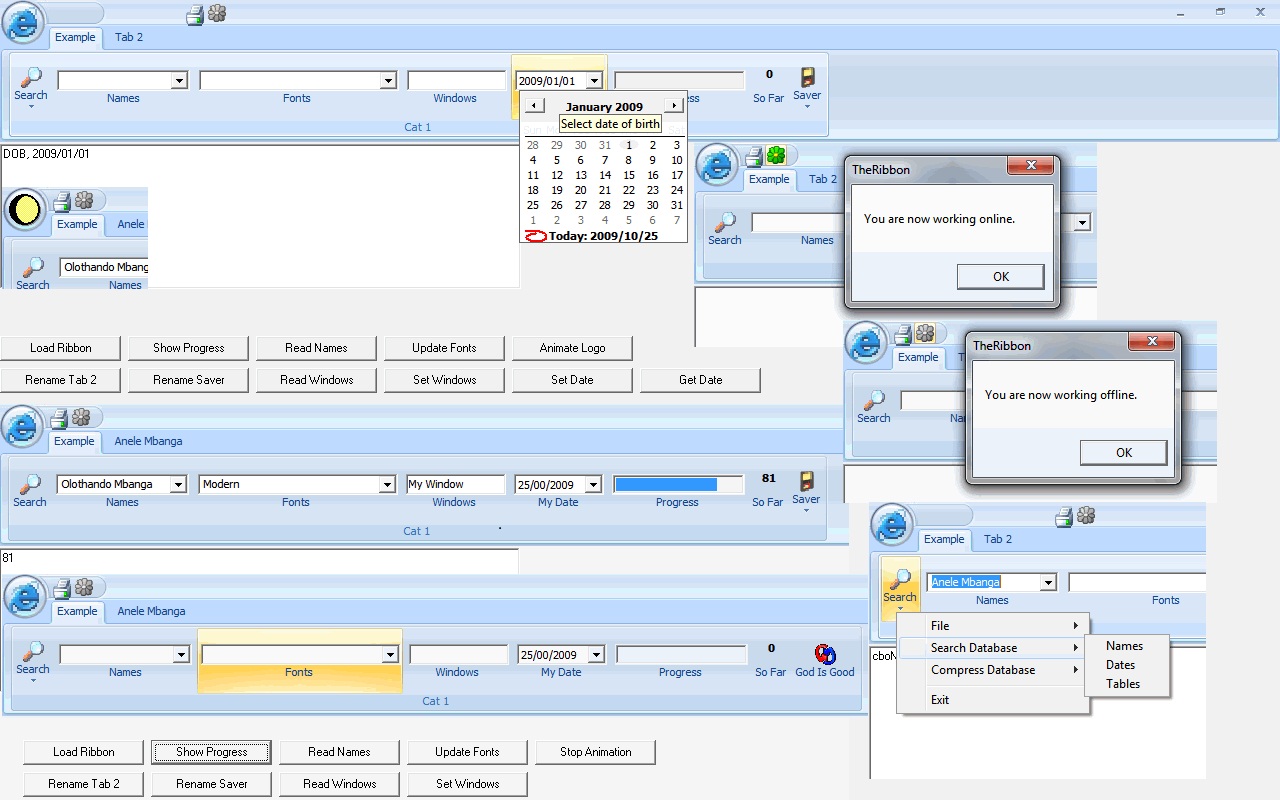 Example Tab 2
2009/01/01
0
Search Names Fonts Windows ss So Far Saver
Cat 1
January 2009
Select date of birth
28 29 30 31 1 2 3
4 5 6 7 8 9 10
11 12 13 14 15 16 17
18 19 20 21 22 23 24
25 26 27 28 29 30 31
1 2 3 4 5 6 7
Today: 2009/10/25
DOB, 2009/01/01
Example Anele
Olothando Mbang
Search Names
Example Tab 2
Search Names
TheRibbon
You are now working online.
OK
Load Ribbon Show Progress Read Names Update Fonts Animate Logo
Rename Tab 2 Rename Saver Read Windows Set Windows Set Date Get Date
Example T
Search Nam
TheRibbon
You are now working offline.
OK
Example Anele Mbanga
Olothando Mbanga Modern My Window 25/00/2009 81
Search Names Fonts Windows My Date Progress So Far Saver
Cat 1
81
Example Tab 2
Anele Mbanga
Search Names Fonts
cboN
File
Search Database
Compress Database
Exit
Names
Dates
Tables
Example Anele Mbanga
25/00/2009 0
Search Names Fonts Windows My Date Progress So Far God Is Good
Cat 1
Load Ribbon Show Progress Read Names Update Fonts Stop Animation
Rename Tab 2 Rename Saver Read Windows Set Windows